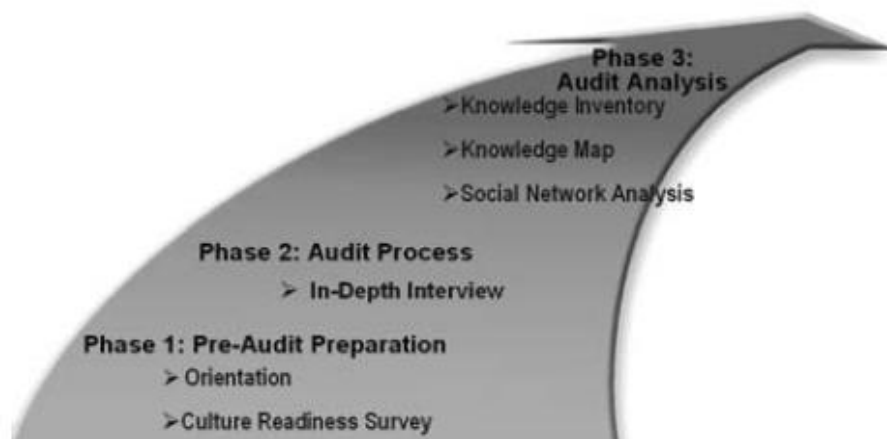 Phase 3:
Audit Analysis
➢Knowledge Inventory
➢Knowledge Map
➢Social Network Analysis
Phase 2: Audit Process
➢ In-Depth Interview
Phase 1: Pre-Audit Preparation
➢ Orientation
➢Culture Readiness Survey